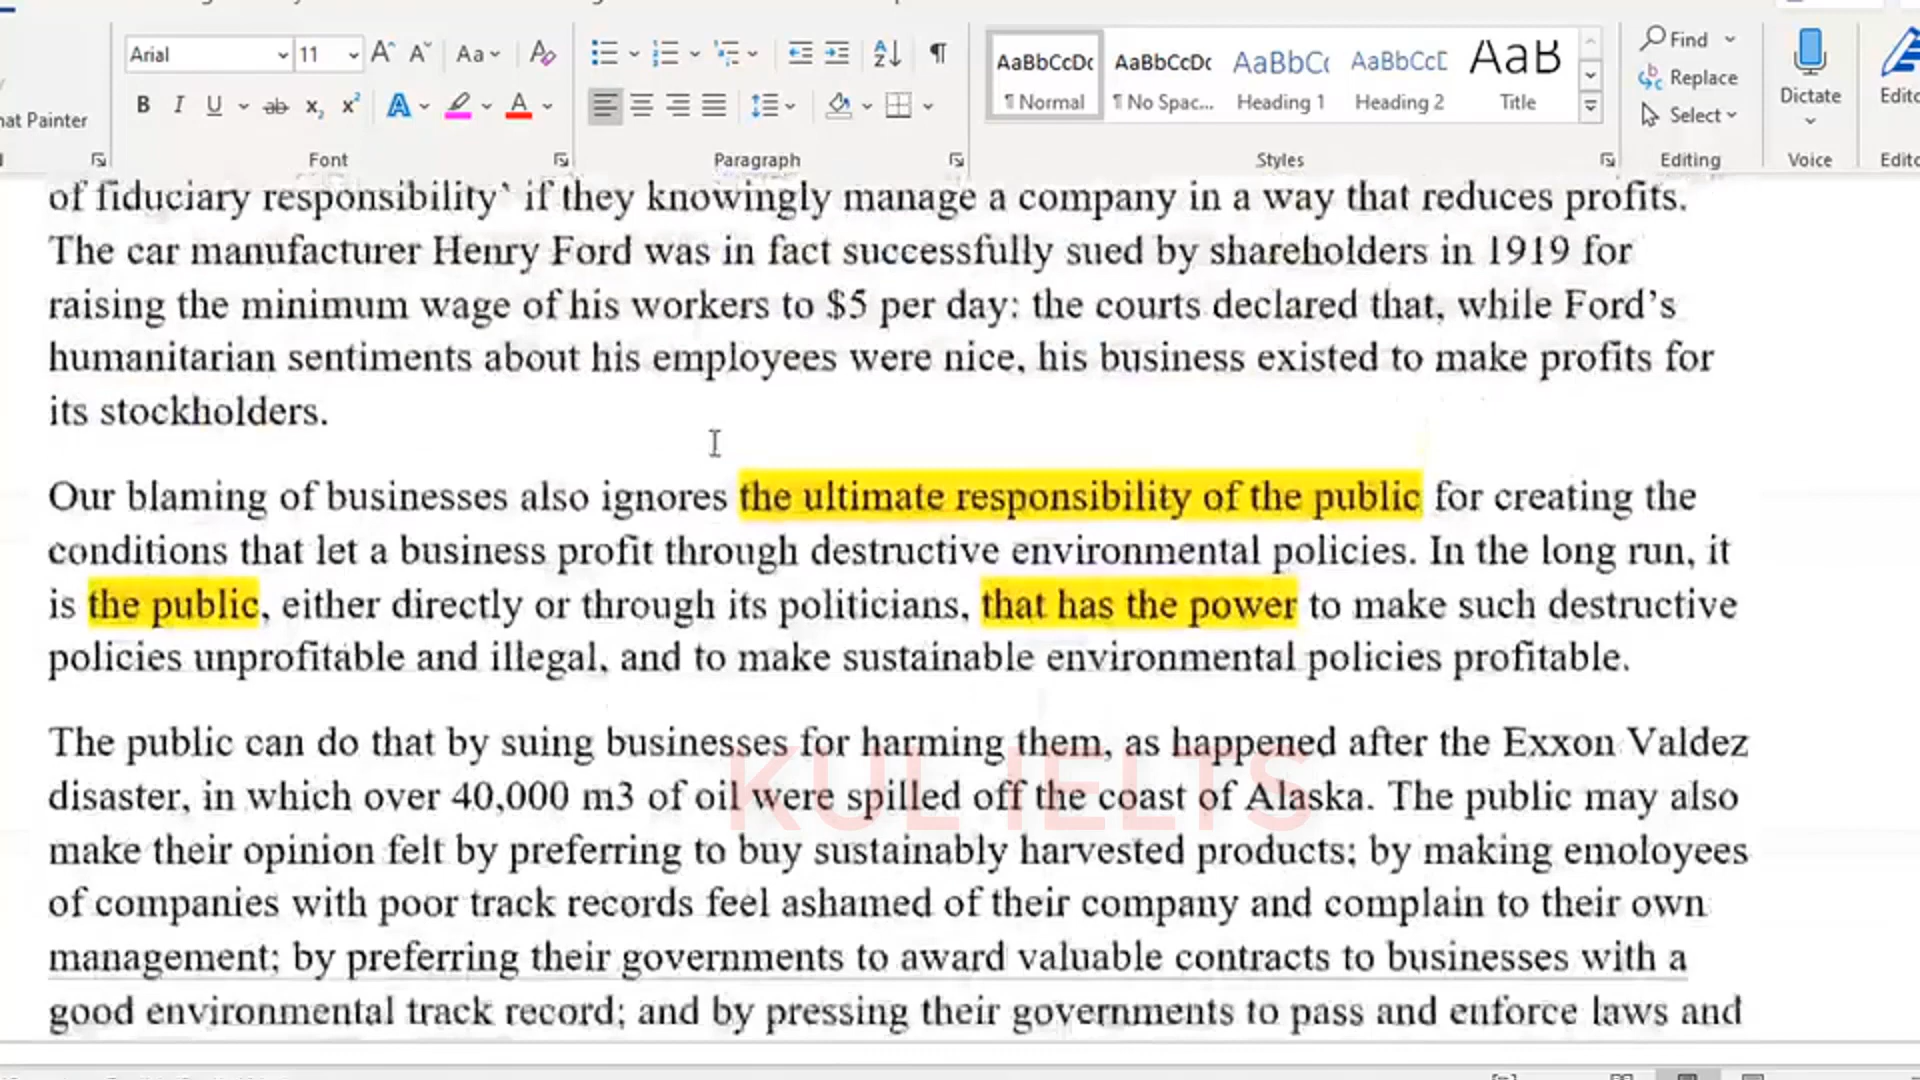 Arial
11
Aa
AaBbCcDc
AaBbCcDc
AaBbCc
AaBbCcD
AaB
Find
Replace
Select
Dictate
B I U ab x₂ x²
¶ Normal
¶ No Spac...
Heading 1
Heading 2
Title
at Painter
Font
Paragraph
Styles
Editing
Voice
of fiduciary responsibility' if they knowingly manage a company in a way that reduces profits.
The car manufacturer Henry Ford was in fact successfully sued by shareholders in 1919 for
raising the minimum wage of his workers to $5 per day: the courts declared that, while Ford's
humanitarian sentiments about his employees were nice, his business existed to make profits for
its stockholders.
Our blaming of businesses also ignores the ultimate responsibility of the public for creating the
conditions that let a business profit through destructive environmental policies. In the long run, it
is the public, either directly or through its politicians, that has the power to make such destructive
policies unprofitable and illegal, and to make sustainable environmental policies profitable.
The public can do that by suing businesses for harming them, as happened after the Exxon Valdez
disaster, in which over 40,000 m3 of oil were spilled off the coast of Alaska. The public may also
KUL IELTS
make their opinion felt by preferring to buy sustainably harvested products; by making emoloyees
of companies with poor track records feel ashamed of their company and complain to their own
management; by preferring their governments to award valuable contracts to businesses with a
good environmental track record; and by pressing their governments to pass and enforce laws and